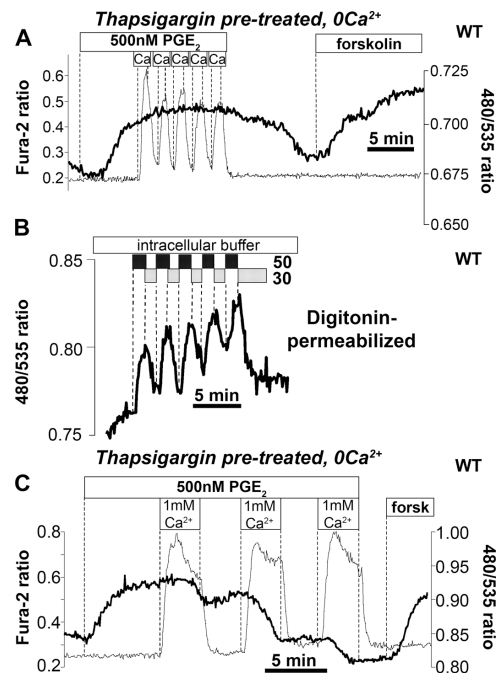 Thapsigargin pre-treated, 0Ca2+
A
WT
500nM PGE2
forskolin
Ca Ca Ca Ca Ca
0.6
0.5
0.4
0.3
0.2
Fura-2 ratio
0.725
0.700
0.675
0.650
480/535 ratio
5 min
B
WT
intracellular buffer
50
30
0.85
0.80
0.75
480/535 ratio
Digitonin-
permeabilized
5 min
Thapsigargin pre-treated, 0Ca2+
C
WT
500nM PGE2
forsk
1mM
Ca2+
1mM
Ca2+
1mM
Ca2+
0.8
0.6
0.4
0.2
Fura-2 ratio
1.00
0.95
0.90
0.85
0.80
480/535 ratio
5 min